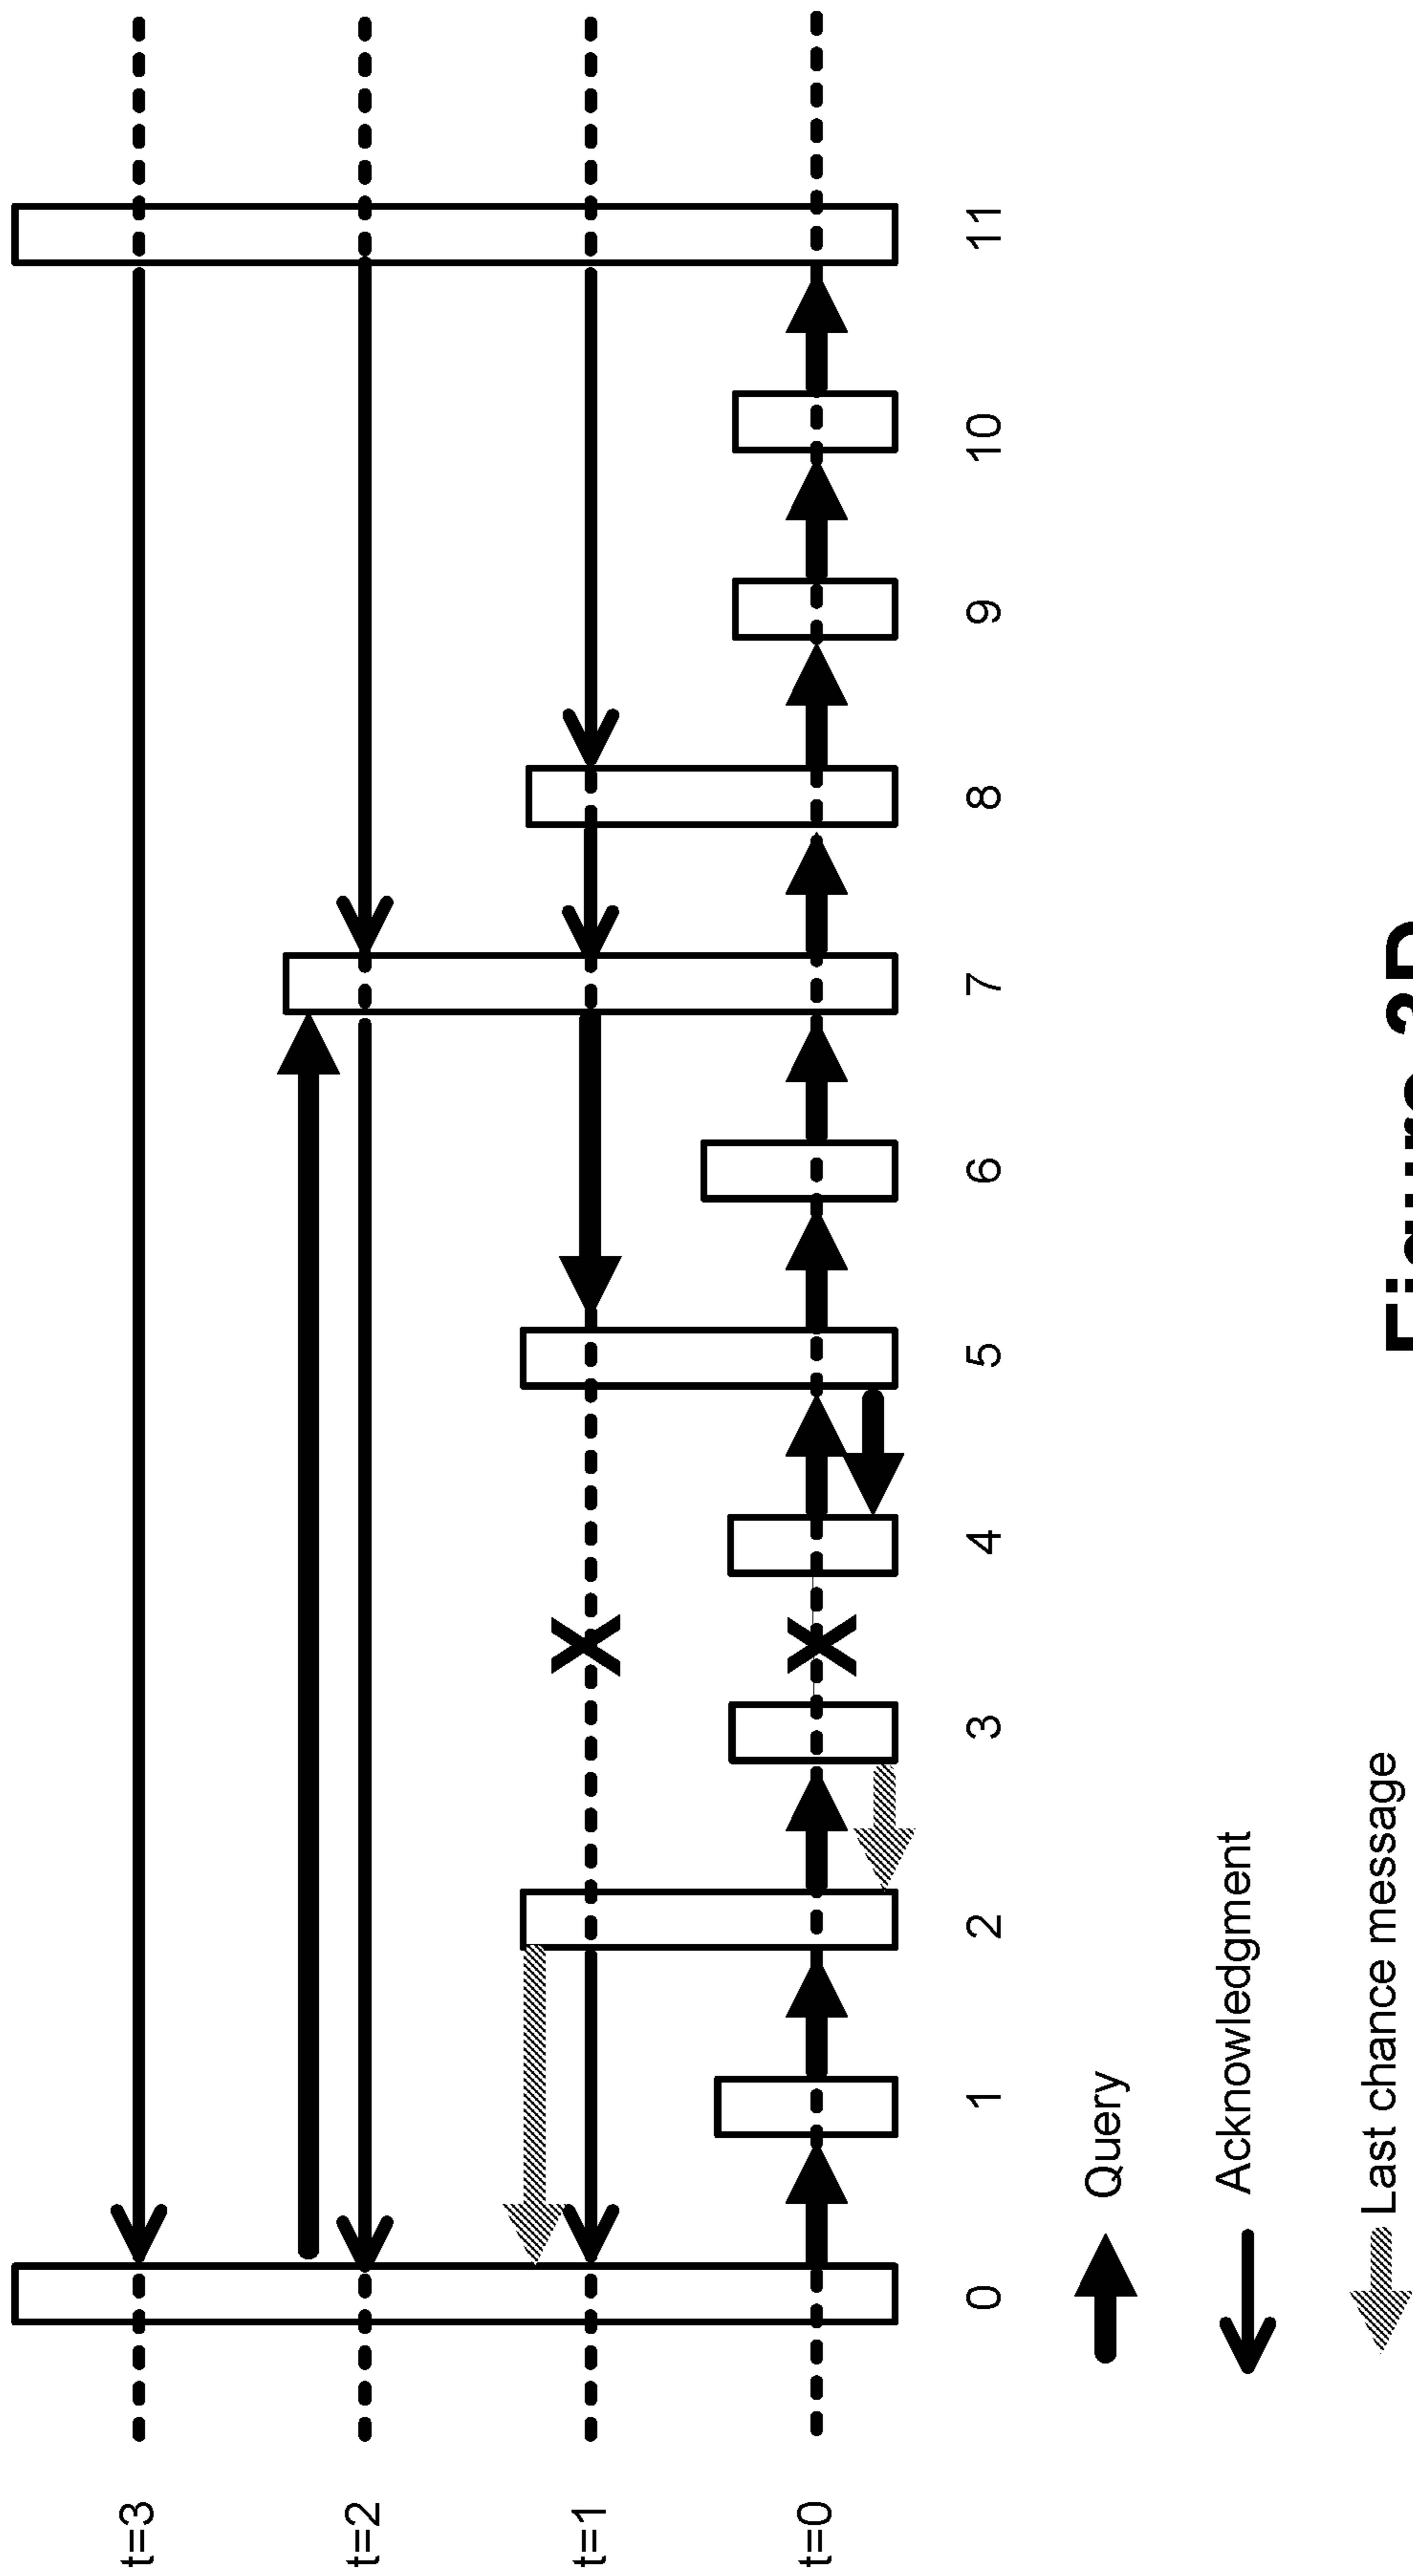 t=3
t=2
t=1
X
t=0
X
0 1 2 3 4 5 6 7 8 9 10 11
Query
Acknowledgment
Last chance message
Figure